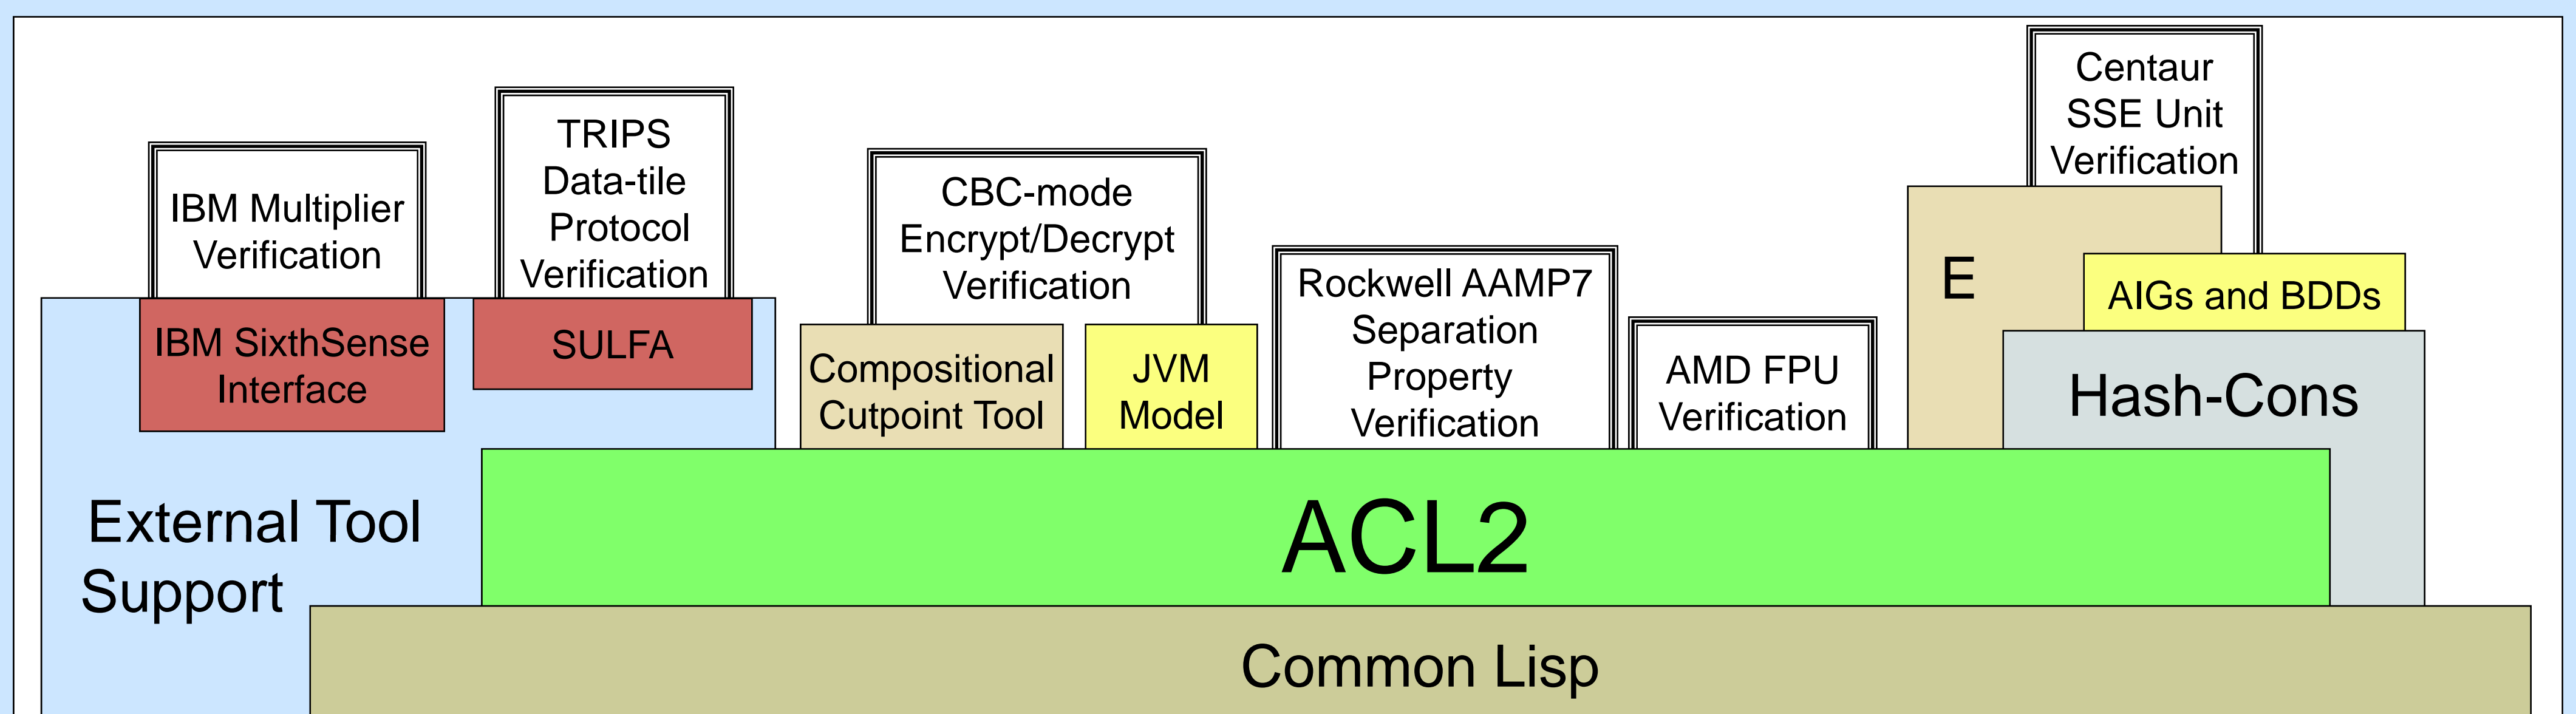 IBM Multiplier
Verification
TRIPS
Data-tile
Protocol
Verification
CBC-mode
Encrypt/Decrypt
Verification
Rockwell AAMP7
Separation
Property
Verification
AMD FPU
Verification
Centaur
SSE Unit
Verification
IBM SixthSense
Interface
SULFA
Compositional
Cutpoint Tool
JVM
Model
E
AIGs and BDDs
Hash-Cons
External Tool
Support
ACL2
Common Lisp